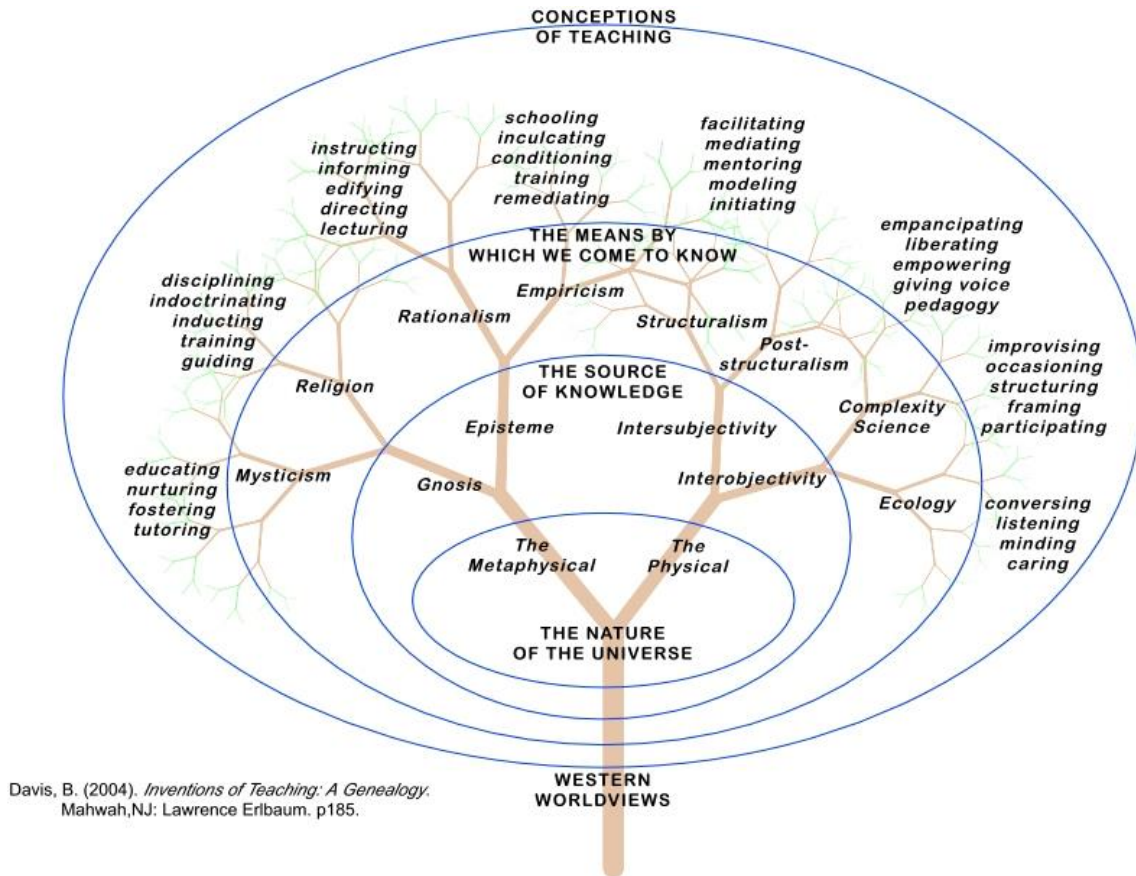 CONCEPTIONS
OF TEACHING
schooling
inculcating
conditioning
training
remediating
facilitating
mediating
mentoring
modeling
initiating
instructing
informing
edifying
directing
lecturing
empancipating
liberating
empowering
giving voice
pedagogy
THE MEANS BY
WHICH WE COME TO KNOW
disciplining
indoctrinating
inducting
training
guiding
Empiricism
Rationalism
Structuralism
Post-
structuralism
improvising
occasioning
structuring
framing
participating
THE SOURCE
OF KNOWLEDGE
Religion
Complexity
Science
Episteme
Intersubjectivity
educating
nurturing
fostering
tutoring
Mysticism
Gnosis
Interobjectivity
Ecology
conversing
listening
minding
caring
The
Metaphysical
The
Physical
THE NATURE
OF THE UNIVERSE
WESTERN
WORLDVIEWS
Davis, B. (2004). Inventions of Teaching: A Genealogy.
Mahwah,NJ: Lawrence Erlbaum. p185.